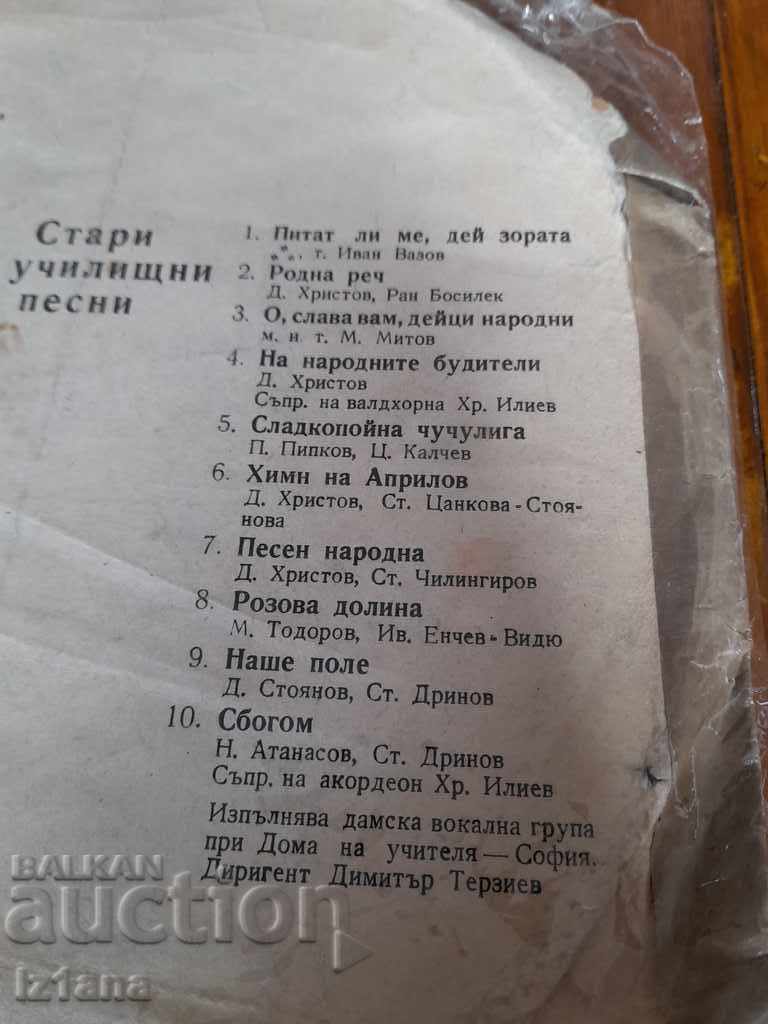 Стари
училищни
песни
1. Питат ли ме, дей зората
„*„. т. Иван Вазов
2. Родна реч
Д. Христов, Ран Босилек
3. О, слава вам, дейци народни
м. н т. М. Митов
4. На народните будители
Д. Христов
Съпр. на валдхорна Хр. Илиев
5. Сладкопойна чучулига
П. Пипков, Ц. Калчев
6. Химн на Априлов
Д. Христов, Ст. Цанкова-Стоя-
нова
7. Песен народна
Д. Христов, Ст. Чилингиров
8. Розова долина
М. Тодоров, Ив. Енчев-Видю
9. Наше поле
Д. Стоянов, Ст. Дринов
10. Сбогом
Н. Атанасов, Ст. Дринов
Съпр. на акордеон Хр. Илиев
Изпълнява дамска вокална група
при Дома на учителя — София.
Диригент Димитър Терзиев
BALKAN
auction
iz1ana